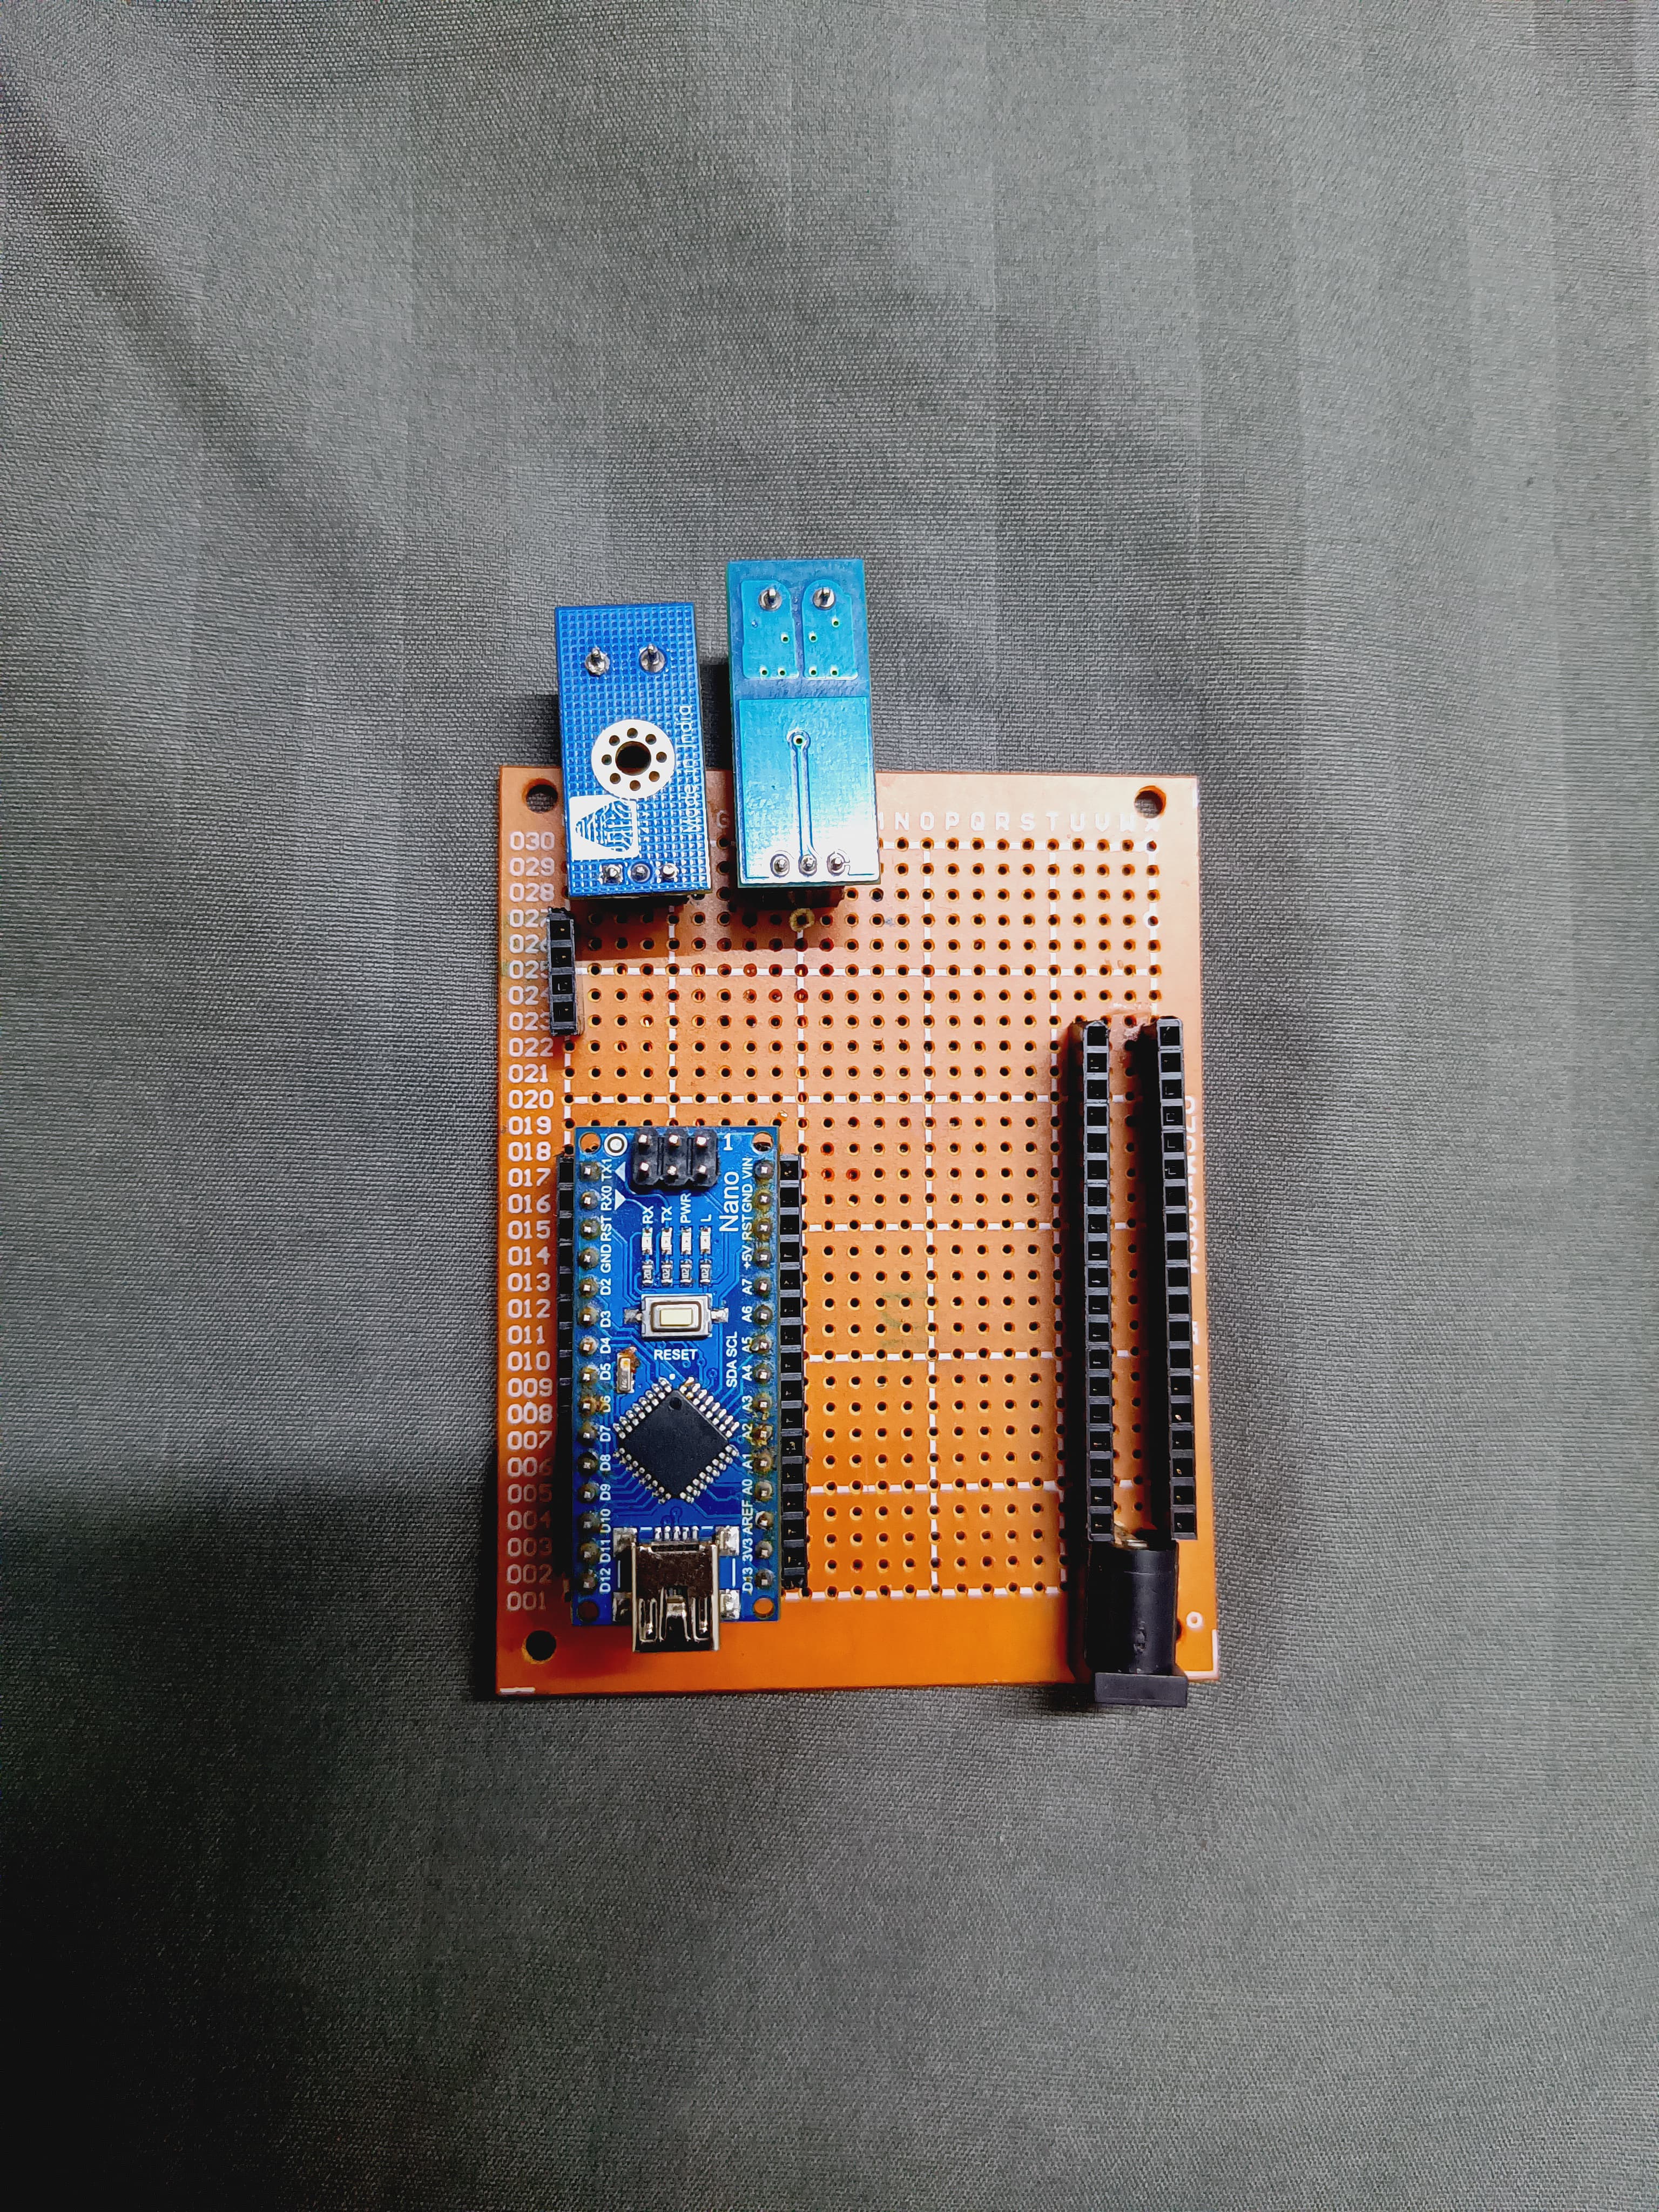 Made in India
N O P Q R S T U V W X
030
029
028
027
026
025
024
023
022
021
020
019
018
017
016
015
014
013
012
011
010
009
008
007
006
005
004
003
002
001
1
Nano
TX1
RX0
RST
GND
D2
D3
D4
D5
D6
D7
D8
D9
D10
D11
D12
RX
TX
PWR
L
RESET
VIN
GND
RST
+5V
A7
A6
A5
A4
A3
A2
A1
A0
AREF
3V3
D13
SCL
SDA